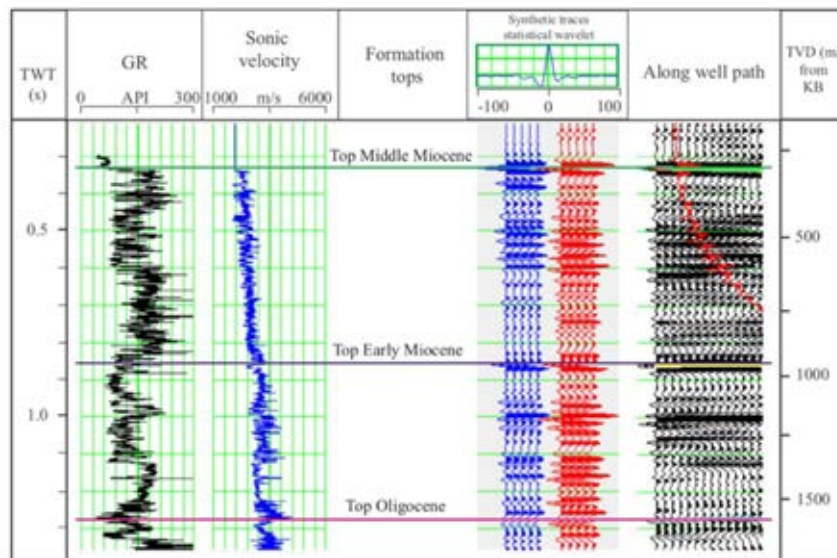 TWT
(s)
GR
0 300
API
Sonic
velocity
1000 6000
m/s
Formation
tops
Synthetic traces
statistical wavelet
-100 0 100
Along well path
TVD (m)
from
KB
Top Middle Miocene
0.5
500
Top Early Miocene
1000
1.0
Top Oligocene
1500